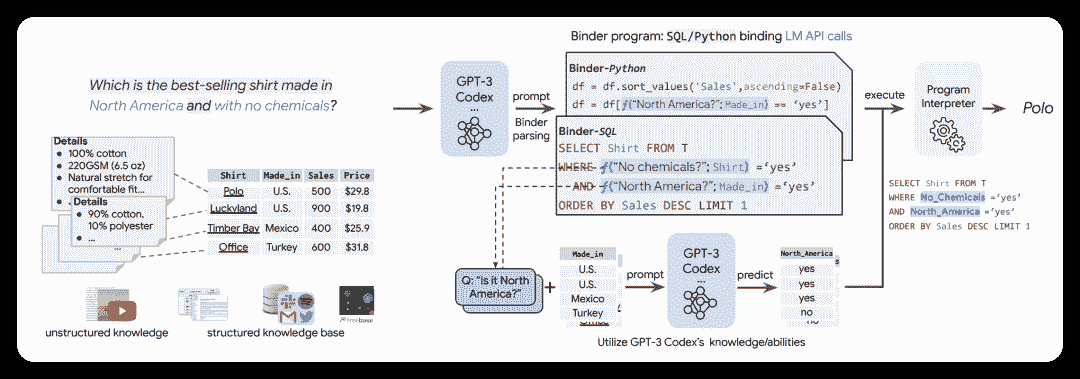 Binder program: SQL/Python binding LM API calls
Which is the best-selling shirt made in
North America and with no chemicals?
GPT-3
Codex
...
prompt
Binder
parsing
Binder-Python
df = df.sort_values('Sales',ascending=False)
df = df[ƒ("North America?"; Made_in) == 'yes']
Binder-SQL
SELECT Shirt FROM T
WHERE ƒ("No chemicals?"; Shirt) ='yes'
AND ƒ("North America?"; Made_in) ='yes'
ORDER BY Sales DESC LIMIT 1
execute
Program
Interpreter
Polo
Details
• 100% cotton
• 220GSM (6.5 oz)
• Natural stretch for
comfortable fit...
• ..
Details
• 90% cotton,
10% polyester
• ...
Shirt Made_in Sales Price
Polo U.S. 500 $29.8
Luckyland U.S. 900 $19.8
Timber Bay Mexico 400 $25.9
Office Turkey 600 $31.8
SELECT Shirt FROM T
WHERE No_Chemicals ='yes'
AND North_America ='yes'
ORDER BY Sales DESC LIMIT 1
Q: "Is it North
America?"
+
Made_in
U.S.
U.S.
Mexico
Turkey
Office
prompt
GPT-3
Codex
...
predict
North_America
yes
yes
yes
no
no
Freebase
unstructured knowledge
structured knowledge base
Utilize GPT-3 Codex's knowledge/abilities